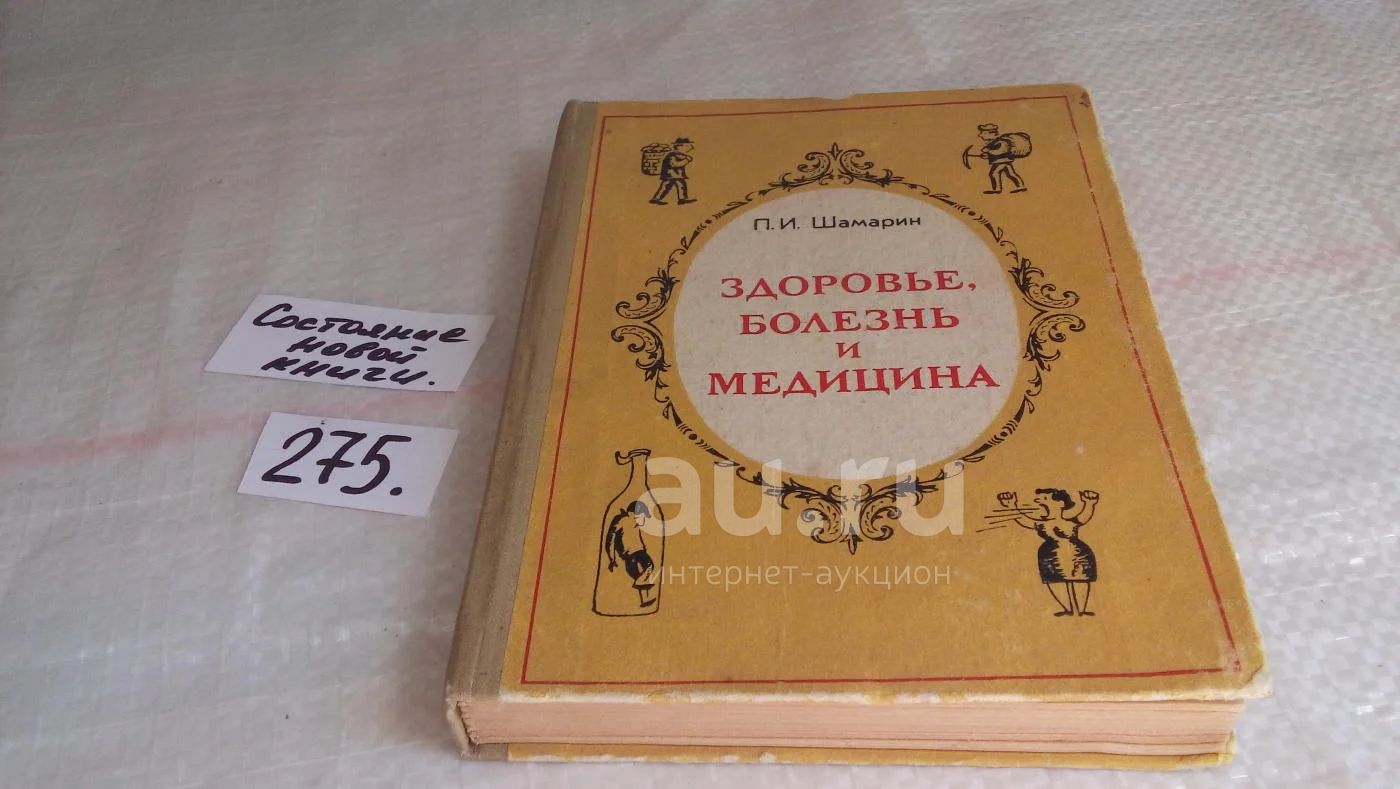 П.И. Шамарин
ЗДОРОВЬЕ,
БОЛЕЗНЬ
И
МЕДИЦИНА
Состояние
новой
книги.
275.
au.ru
интернет-аукцион